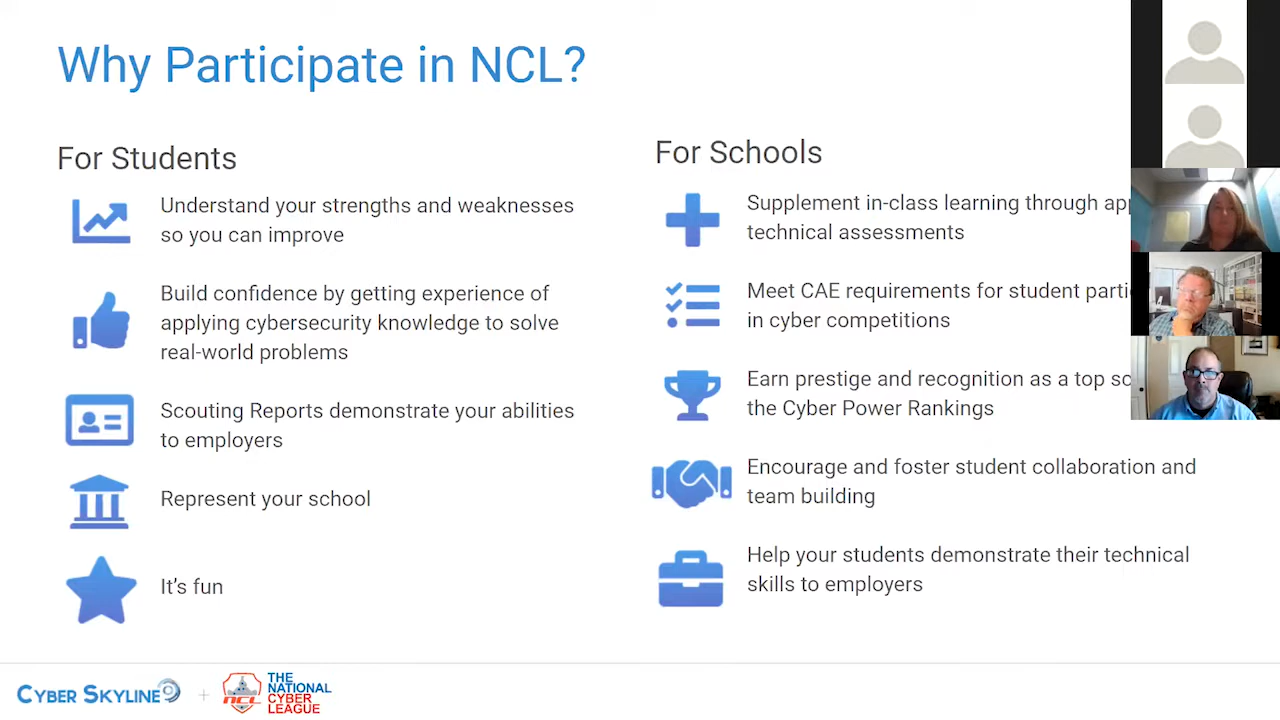 Why Participate in NCL?
For Students
Understand your strengths and weaknesses
so you can improve
Build confidence by getting experience of
applying cybersecurity knowledge to solve
real-world problems
Scouting Reports demonstrate your abilities
to employers
Represent your school
It's fun
For Schools
Supplement in-class learning through
technical assessments
Meet CAE requirements for student
in cyber competitions
Earn prestige and recognition as a top
the Cyber Power Rankings
Encourage and foster student collaboration and
team building
Help your students demonstrate their technical
skills to employers
CYBER SKYLINE + NCL
THE
NATIONAL
CYBER
LEAGUE